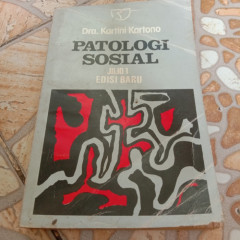 Dra. Kartini Kartono
PATOLOGI
SOSIAL
EDISI BARU